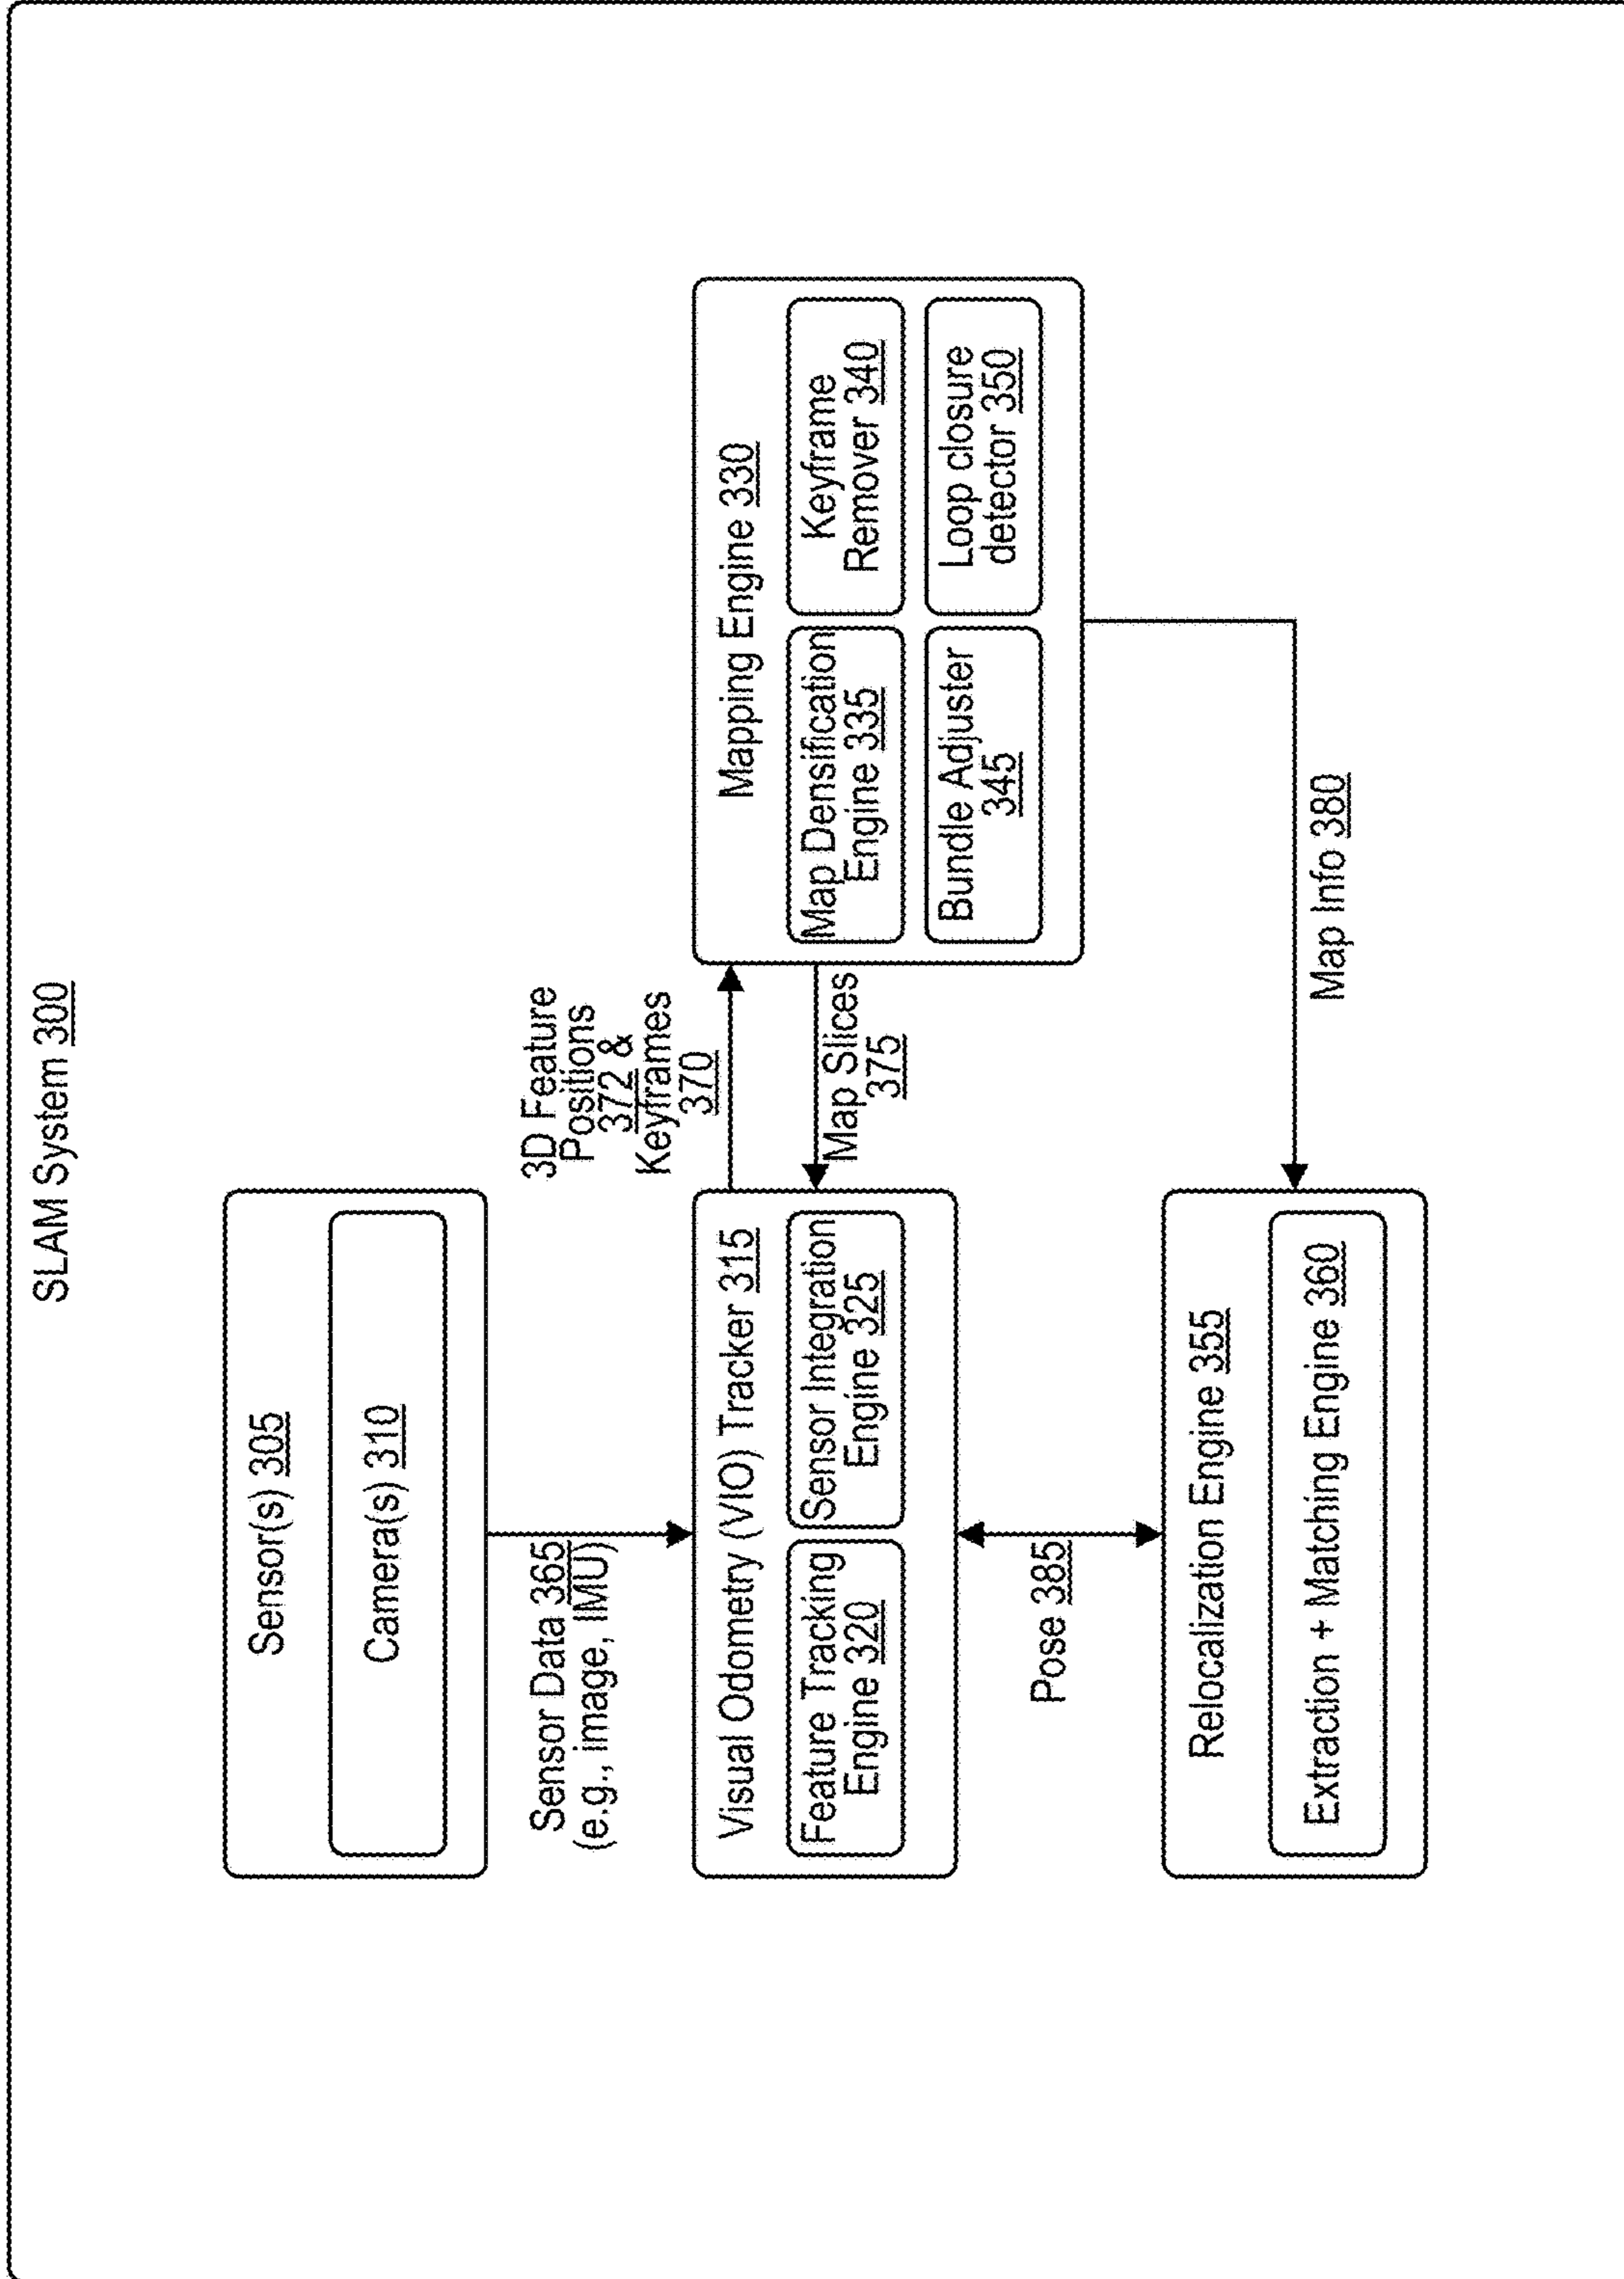 SLAM System 300
Sensor(s) 305
Camera(s) 310
Sensor Data 365
(e.g., image, IMU)
Visual Odometry (VIO) Tracker 315
Feature Tracking
Engine 320
Sensor Integration
Engine 325
3D Feature
Positions
372 &
Keyframes
370
Map Slices
375
Mapping Engine 330
Map Densification
Engine 335
Keyframe
Remover 340
Bundle Adjuster
345
Loop closure
detector 350
Pose 385
Relocalization Engine 355
Extraction + Matching Engine 360
Map Info 380